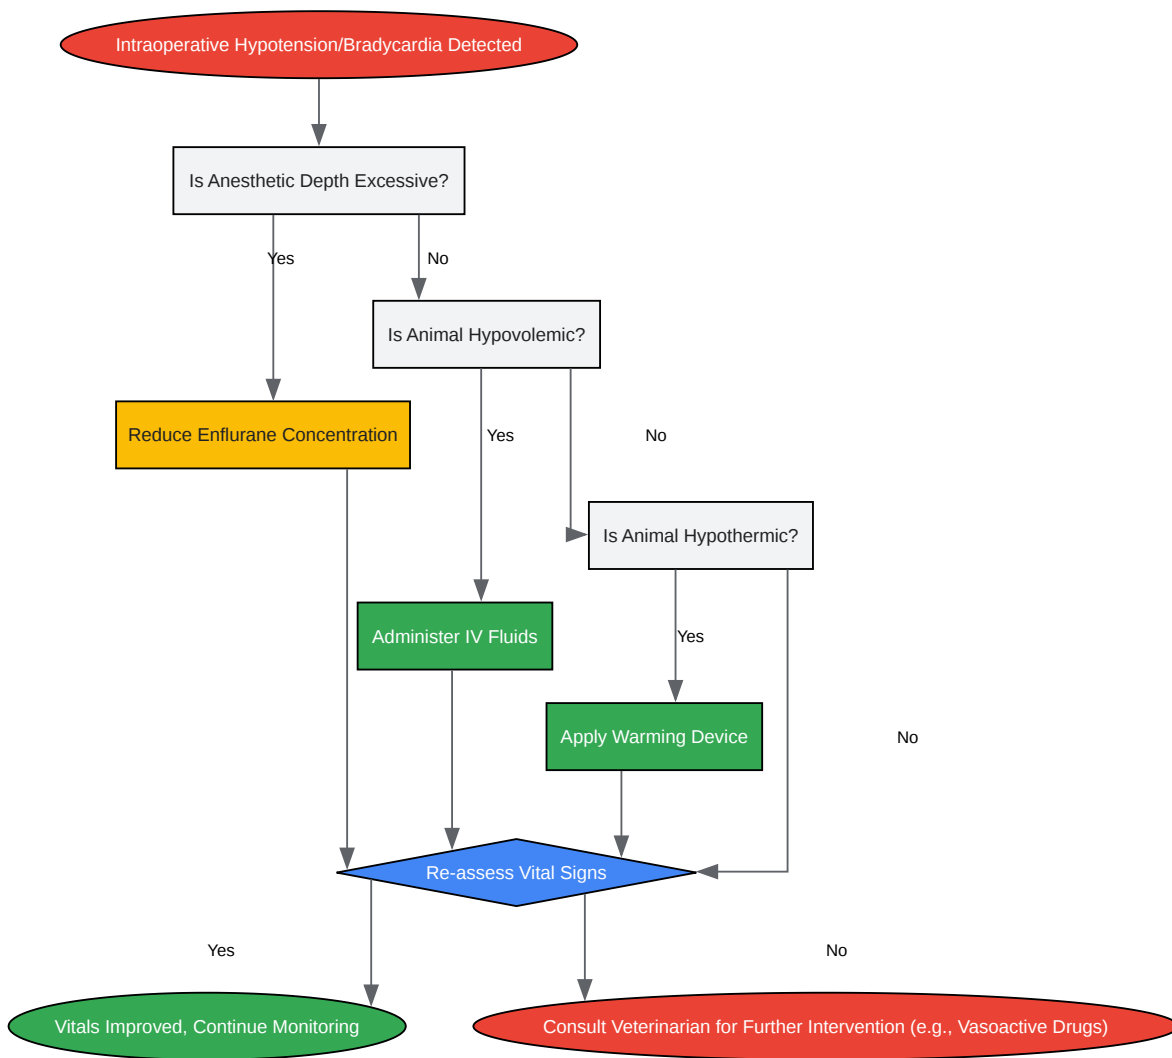 Intraoperative Hypotension/Bradycardia Detected
Is Anesthetic Depth Excessive?
Yes
No
Is Animal Hypovolemic?
Reduce Enflurane Concentration
Yes
No
Is Animal Hypothermic?
Administer IV Fluids
Yes
Apply Warming Device
No
Re-assess Vital Signs
Yes
No
Vitals Improved, Continue Monitoring
Consult Veterinarian for Further Intervention (e.g., Vasoactive Drugs)